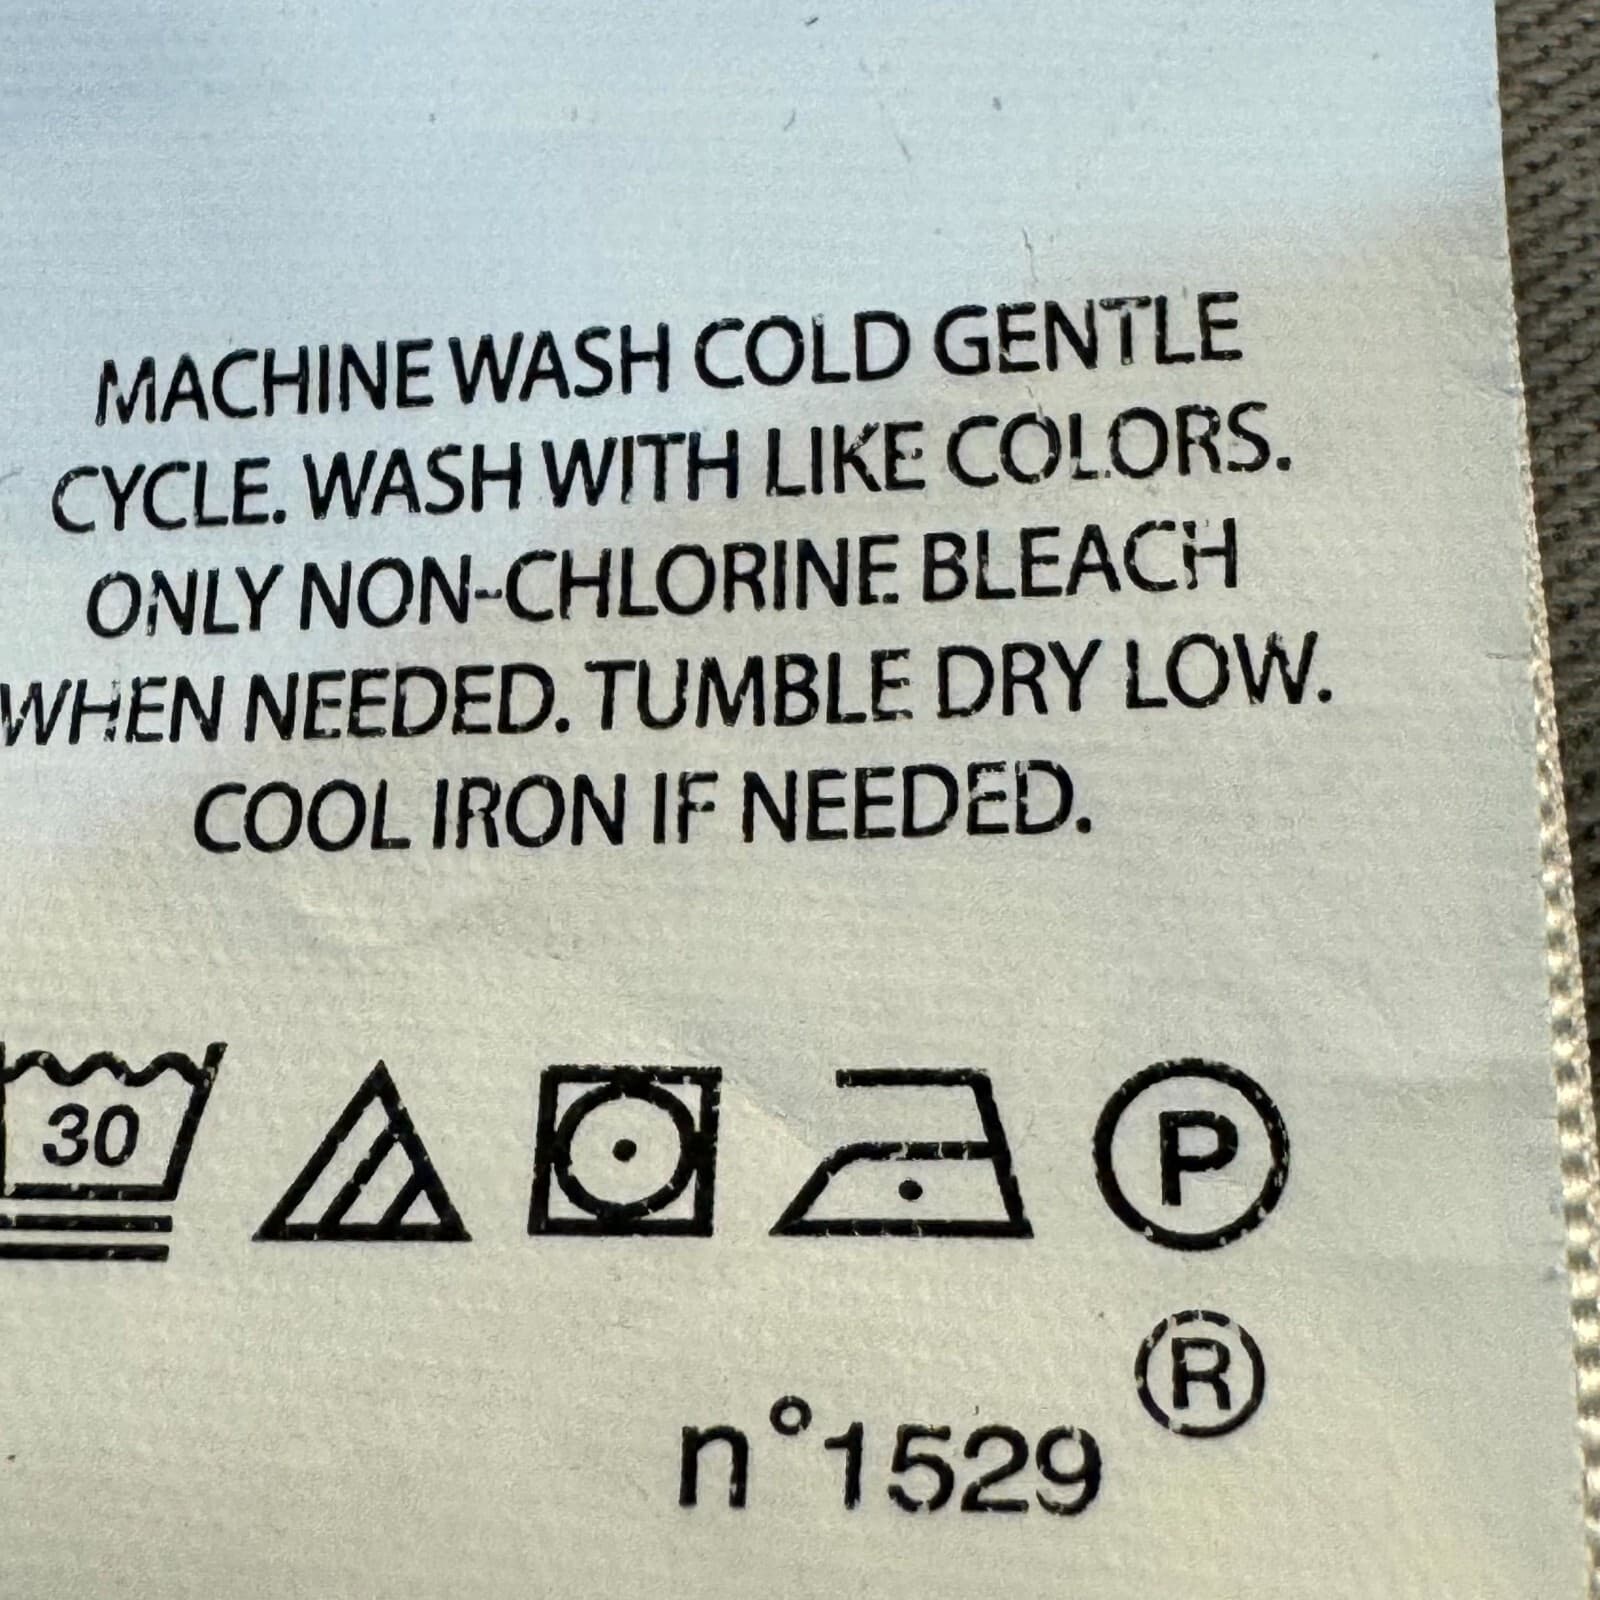 MACHINE WASH COLD GENTLE
CYCLE. WASH WITH LIKE COLORS.
ONLY NON-CHLORINE BLEACH
WHEN NEEDED. TUMBLE DRY LOW.
COOL IRON IF NEEDED.
30 P
®
n°1529